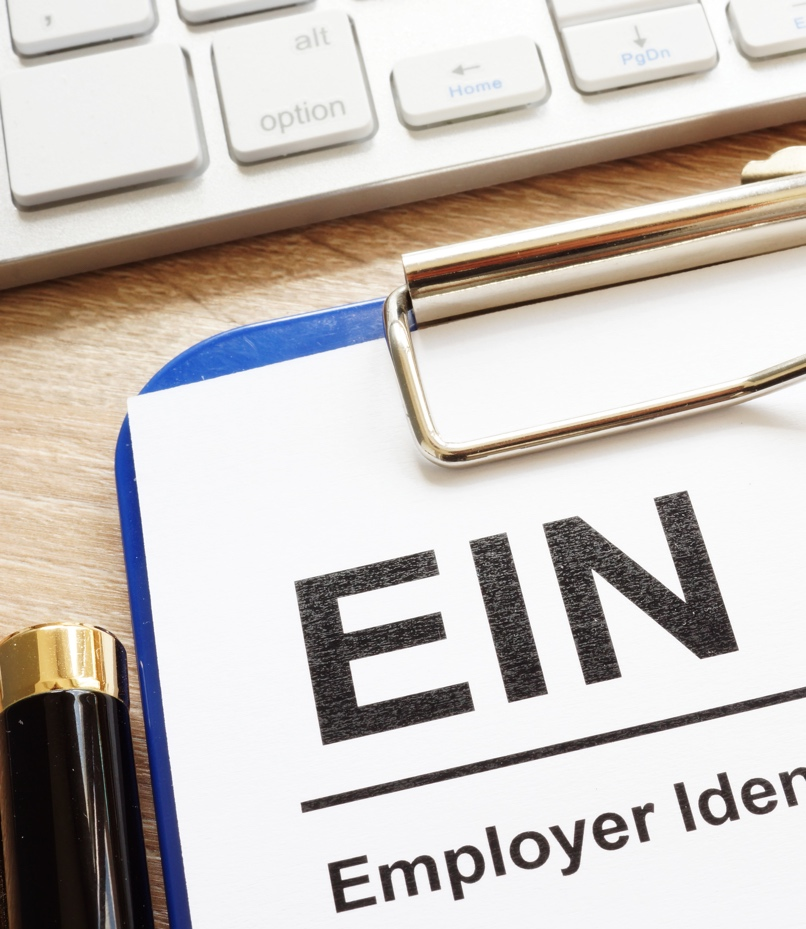 ,
alt
option
←
Home
↓
PgDn
E
EIN
Employer Iden